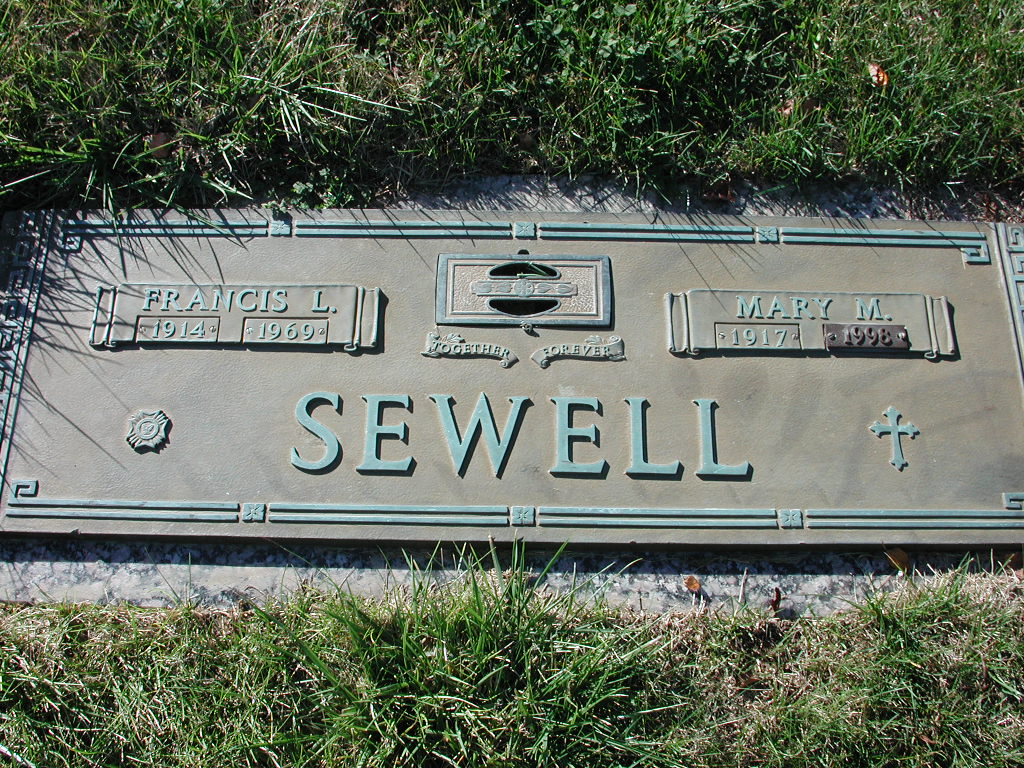 FRANCIS L.
1914 1969
TOGETHER FOREVER
MARY M.
1917 1998
SEWELL